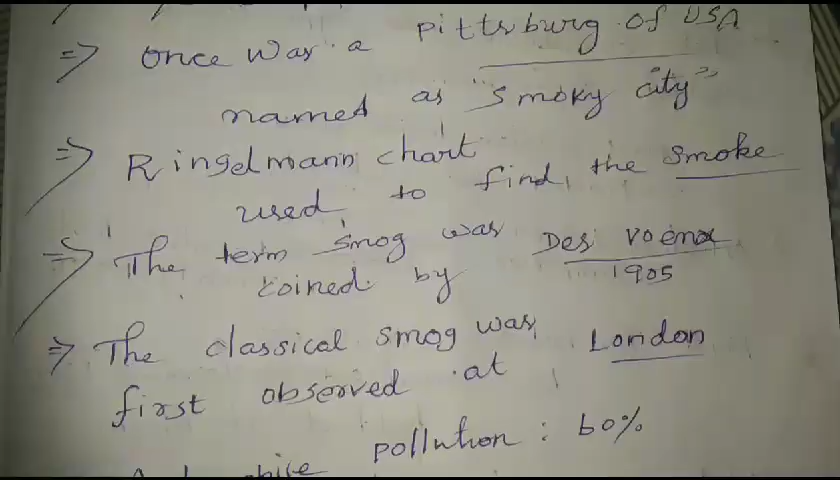 => Once was a Pittsburg of USA
named as "smoky city"
=> Ringelmann chart
used to find the smoke
=> The term smog was Des Voena
coined by 1905
=> The classical smog was London
first observed at
pollution : 60%